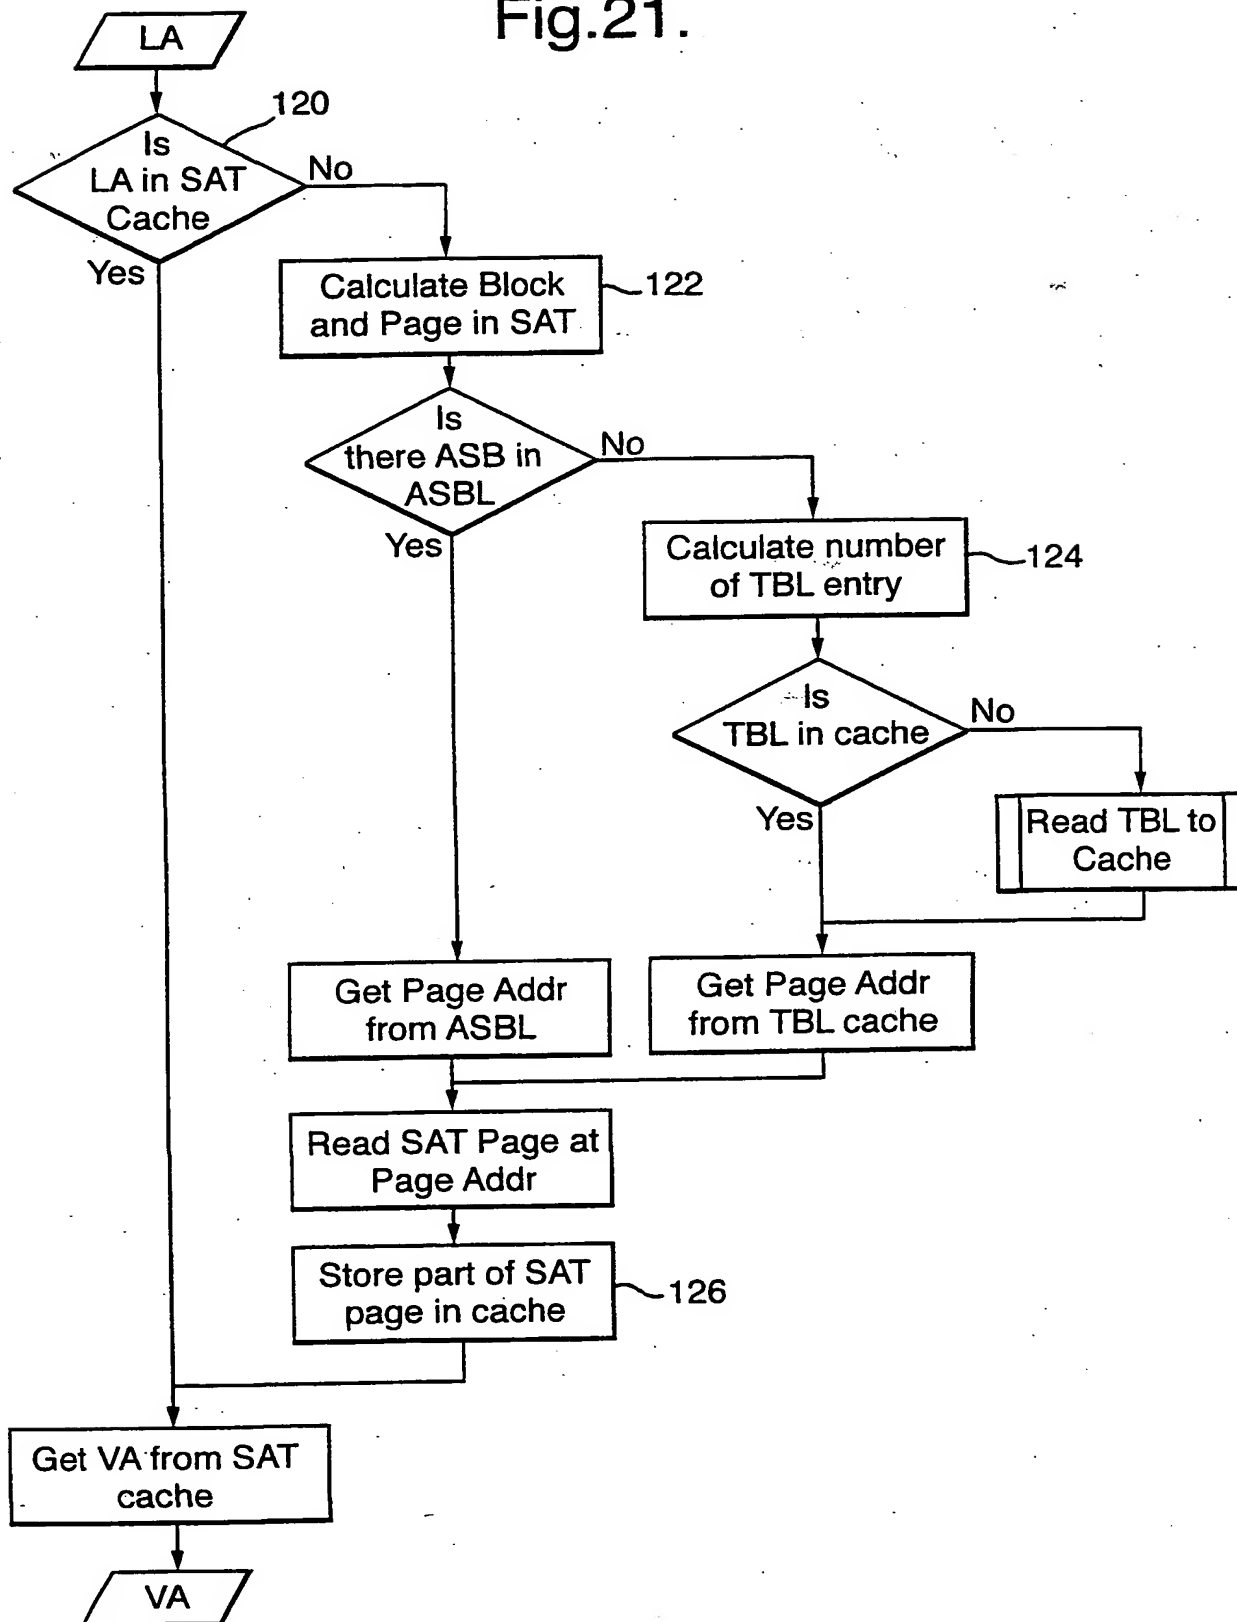 Fig.21.
LA
120
Is
LA in SAT
Cache
No
Yes
Calculate Block
and Page in SAT
122
Is
there ASB in
ASBL
No
Yes
Calculate number
of TBL entry
124
Is
TBL in cache
No
Yes
Read TBL to
Cache
Get Page Addr
from ASBL
Get Page Addr
from TBL cache
Read SAT Page at
Page Addr
Store part of SAT
page in cache
126
Get VA from SAT
cache
VA